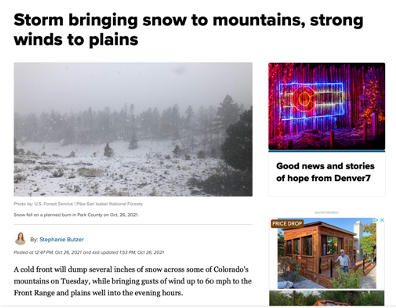 Storm bringing snow to mountains, strong
winds to plains
Photo by: U.S. Forest Service \ Pike-San Isabel National Forests
Snow fell on a planned burn in Park County on Oct. 26, 2021.
By: Stephanie Butzer
Posted at 12:47 PM, Oct 26, 2021 and last updated 1:53 PM, Oct 26, 2021
A cold front will dump several inches of snow across some of Colorado's
mountains on Tuesday, while bringing gusts of wind up to 60 mph to the
Front Range and plains well into the evening hours.
Good news and stories
of hope from Denver7
ADVERTISEMENT
PRICE DROP